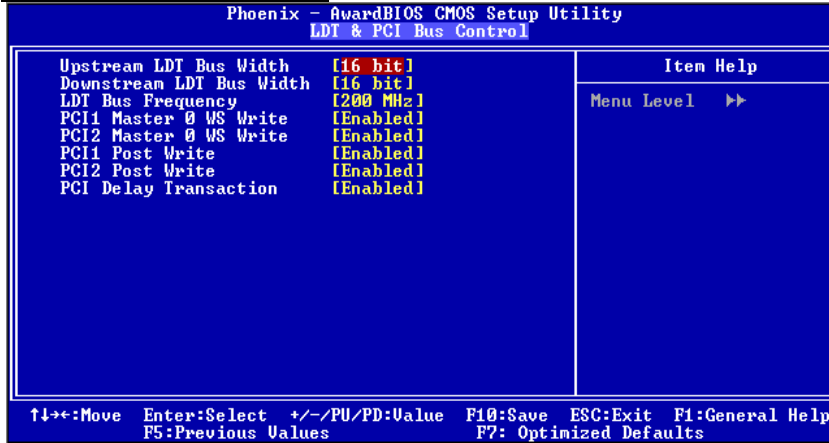 Phoenix - AwardBIOS CMOS Setup Utility
LDT & PCI Bus Control
Upstream LDT Bus Width [16 bit]
Downstream LDT Bus Width [16 bit]
LDT Bus Frequency [200 MHz]
PCI1 Master 0 WS Write [Enabled]
PCI2 Master 0 WS Write [Enabled]
PCI1 Post Write [Enabled]
PCI2 Post Write [Enabled]
PCI Delay Transaction [Enabled]
Item Help
Menu Level ▶▶
↑↓→←:Move Enter:Select +/-/PU/PD:Value F10:Save ESC:Exit F1:General Help
F5:Previous Values F7: Optimized Defaults